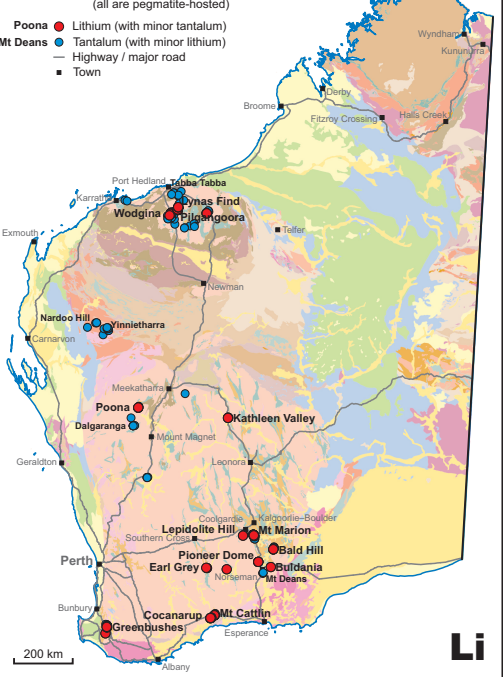 (all are pegmatite-hosted)
Poona Lithium (with minor tantalum)
Mt Deans Tantalum (with minor lithium)
Highway / major road
Town
Wyndham
Kununurra
Derby
Broome
Fitzroy Crossing
Halls Creek
Port Hedland
Tabba Tabba
Karratha
Lynas Find
Wodgina
Pilgangoora
Exmouth
Telfer
Newman
Nardoo Hill
Yinnietharra
Carnarvon
Meekatharra
Poona
Kathleen Valley
Dalgaranga
Mount Magnet
Geraldton
Leonora
Coolgardie
Kalgoorlie–Boulder
Lepidolite Hill
Mt Marion
Southern Cross
Bald Hill
Pioneer Dome
Perth
Earl Grey
Buldania
Norseman
Mt Deans
Bunbury
Cocanarup
Mt Cattlin
Greenbushes
Esperance
Li
200 km
Albany